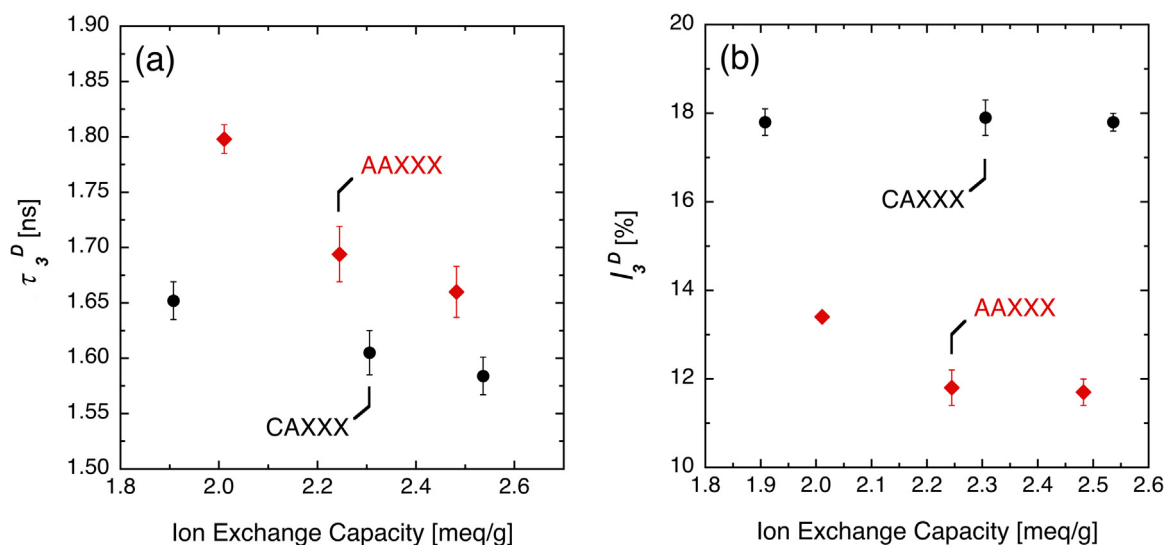 (a)
1.90
1.85
1.80
1.75
1.70
1.65
1.60
1.55
1.50
τ₃ᴰ [ns]
AAXXX
CAXXX
1.8 2.0 2.2 2.4 2.6
Ion Exchange Capacity [meq/g]
(b)
20
18
16
14
12
10
I₃ᴰ [%]
CAXXX
AAXXX
1.8 1.9 2.0 2.1 2.2 2.3 2.4 2.5 2.6
Ion Exchange Capacity [meq/g]